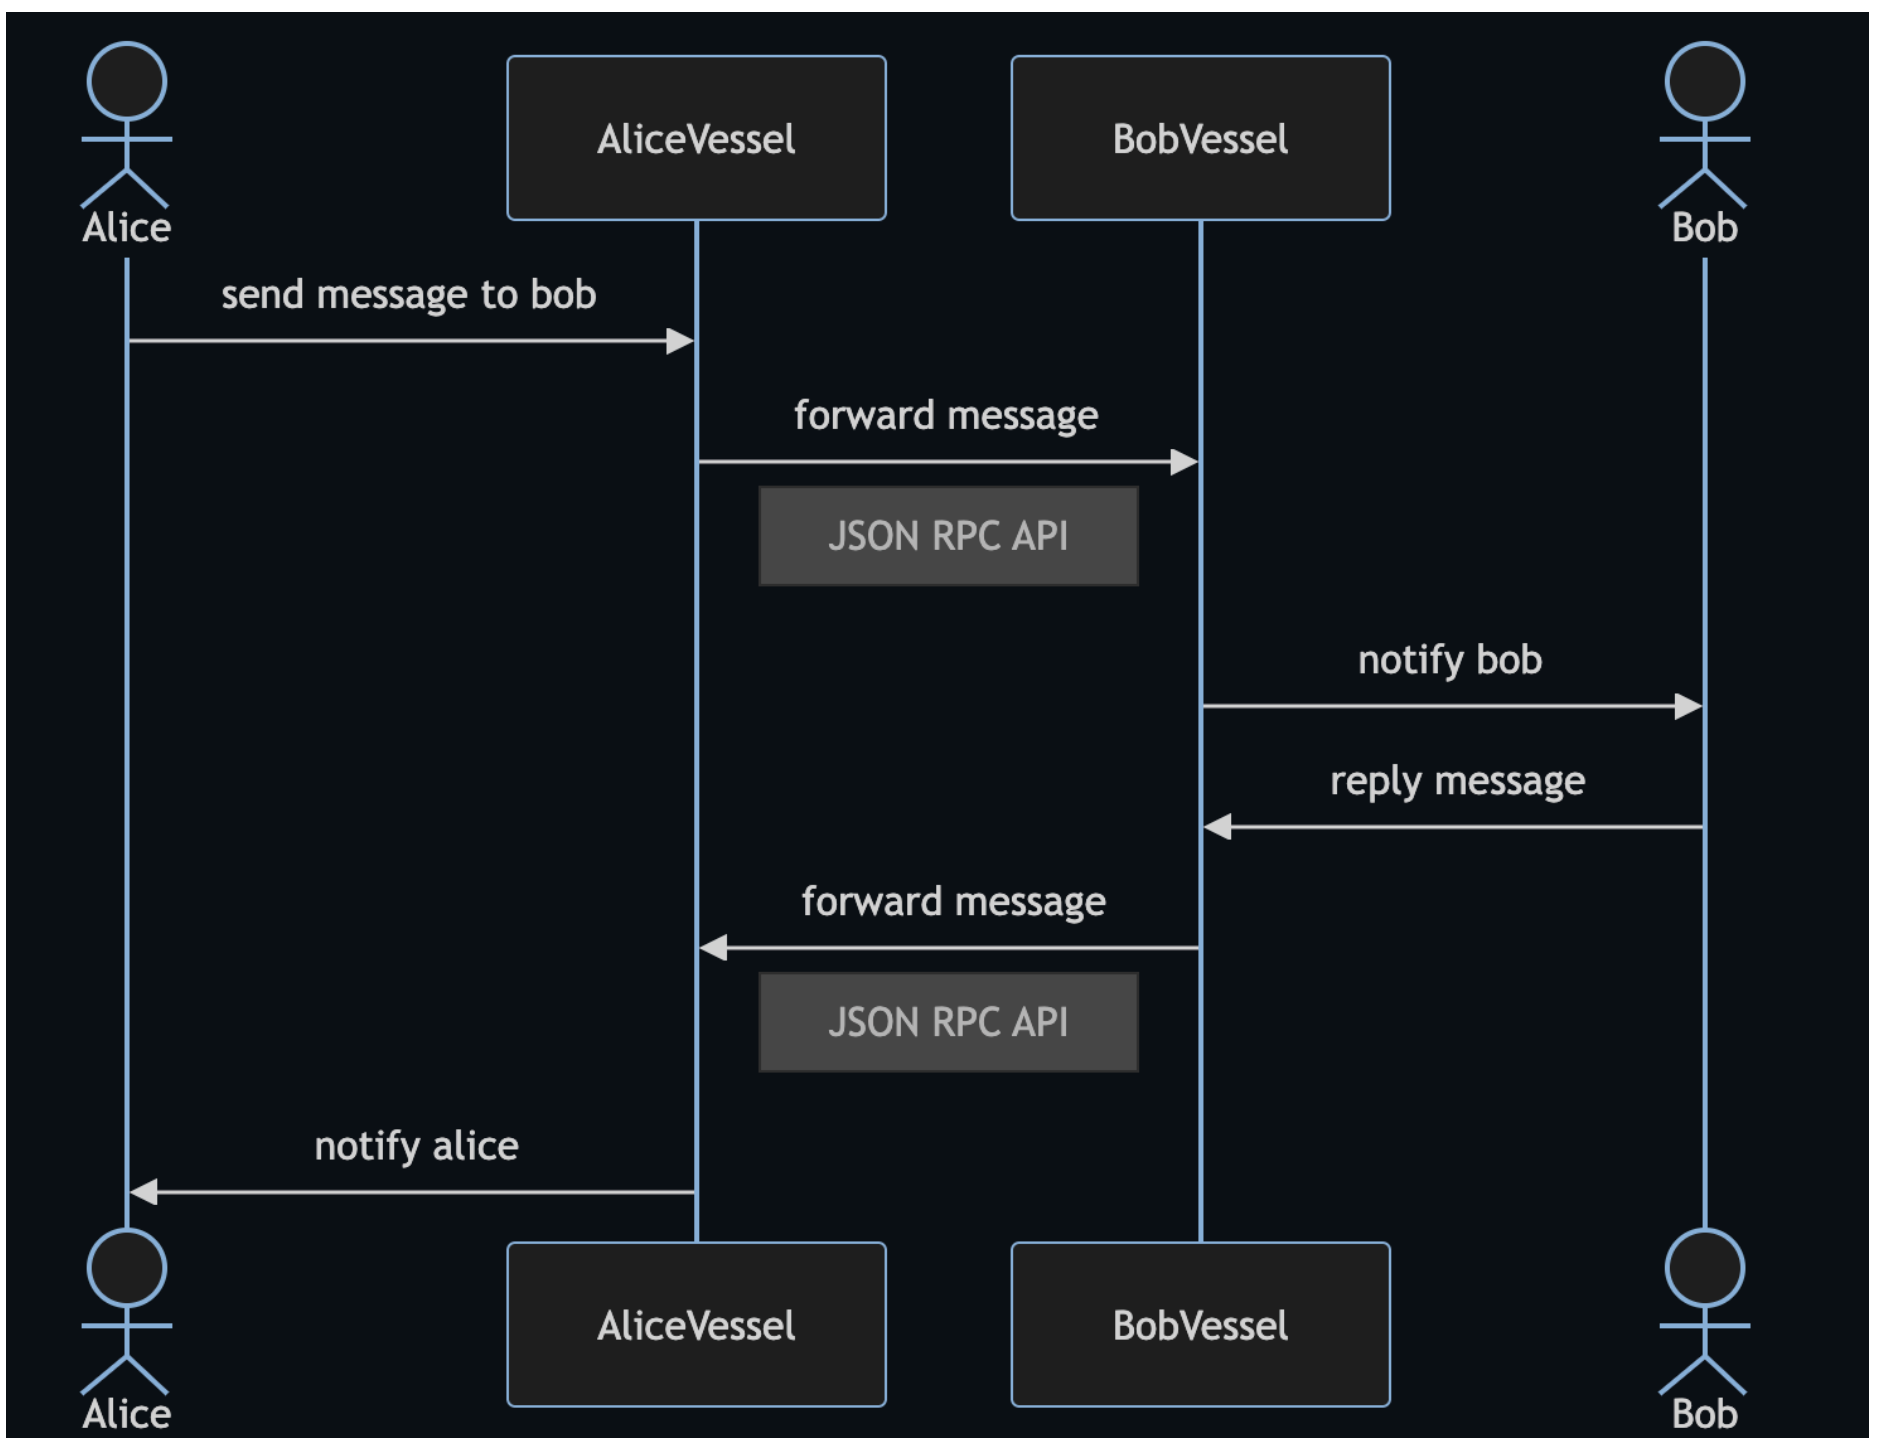 AliceVessel
BobVessel
Alice
Bob
send message to bob
forward message
JSON RPC API
notify bob
reply message
forward message
JSON RPC API
notify alice
AliceVessel
BobVessel
Alice
Bob